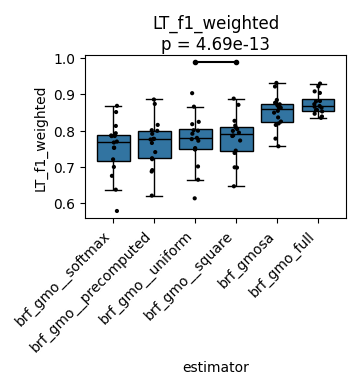 LT_f1_weighted
p = 4.69e-13
LT_f1_weighted
1.0
0.9
0.8
0.7
0.6
brf_gmo__softmax
brf_gmo__precomputed
brf_gmo__uniform
brf_gmo__square
brf_gmosa
brf_gmo_full
estimator